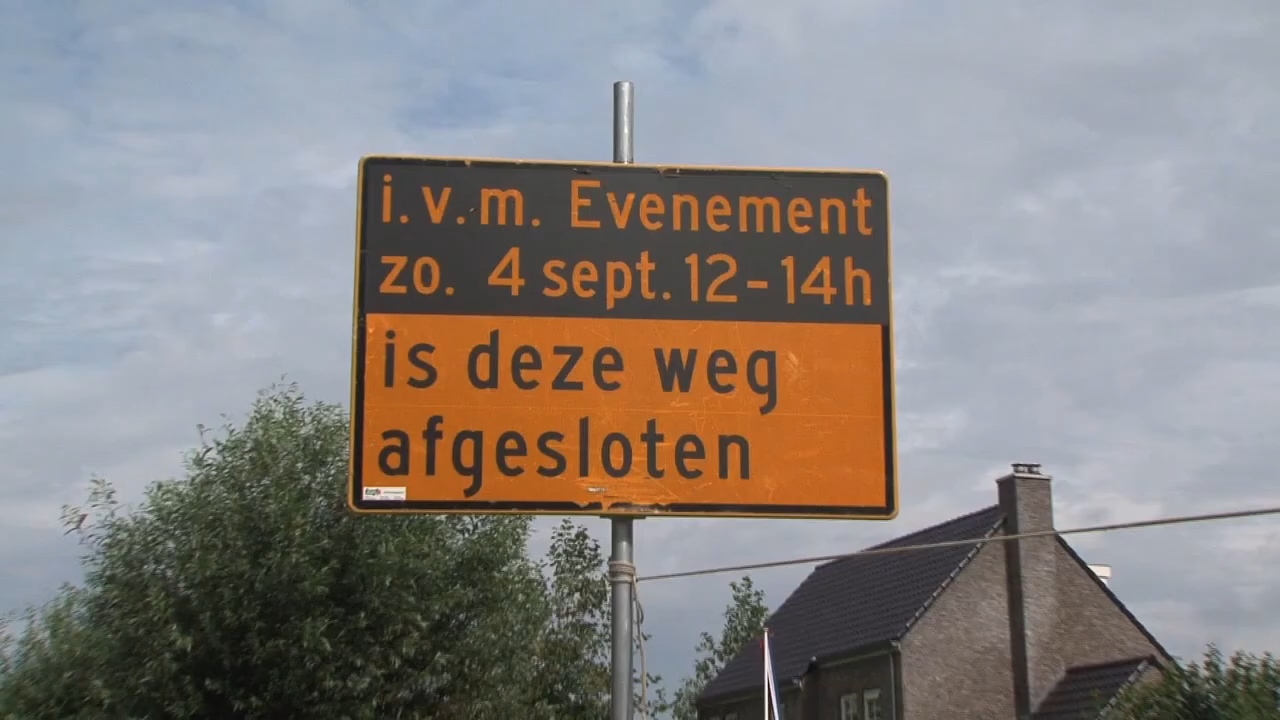 i.v.m. Evenement
zo. 4 sept. 12-14h
is deze weg
afgesloten